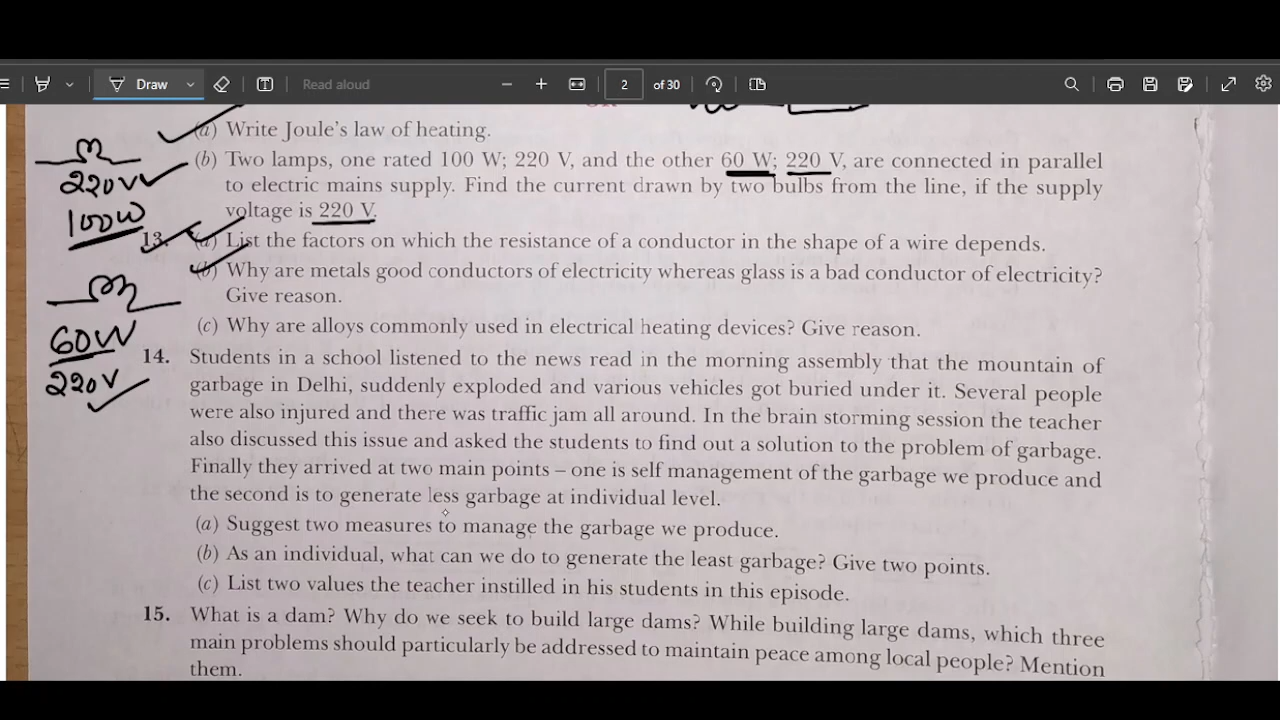 Draw
Read aloud
2
of 30
(a) Write Joule's law of heating.
(b) Two lamps, one rated 100 W; 220 V, and the other 60 W; 220 V, are connected in parallel
to electric mains supply. Find the current drawn by two bulbs from the line, if the supply
voltage is 220 V.
220V
100W
13. (a) List the factors on which the resistance of a conductor in the shape of a wire depends.
(b) Why are metals good conductors of electricity whereas glass is a bad conductor of electricity?
Give reason.
(c) Why are alloys commonly used in electrical heating devices? Give reason.
60W
220V
14. Students in a school listened to the news read in the morning assembly that the mountain of
garbage in Delhi, suddenly exploded and various vehicles got buried under it. Several people
were also injured and there was traffic jam all around. In the brain storming session the teacher
also discussed this issue and asked the students to find out a solution to the problem of garbage.
Finally they arrived at two main points – one is self management of the garbage we produce and
the second is to generate less garbage at individual level.
(a) Suggest two measures to manage the garbage we produce.
(b) As an individual, what can we do to generate the least garbage? Give two points.
(c) List two values the teacher instilled in his students in this episode.
15. What is a dam? Why do we seek to build large dams? While building large dams, which three
main problems should particularly be addressed to maintain peace among local people? Mention
them.